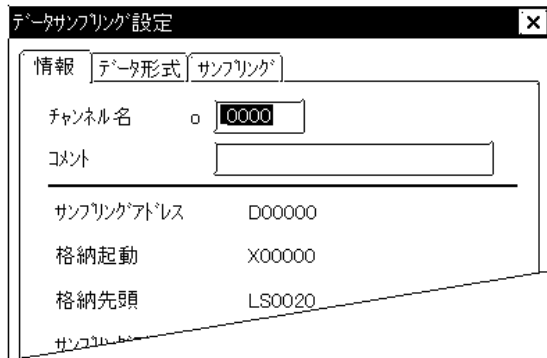 ﾃﾞｰﾀｻﾝﾌﾟﾘﾝｸﾞ設定
情報 ﾃﾞｰﾀ形式 ｻﾝﾌﾟﾘﾝｸﾞ
ﾁｬﾝﾈﾙ名 o 0000
ｺﾒﾝﾄ
ｻﾝﾌﾟﾘﾝｸﾞｱﾄﾞﾚｽ D00000
格納起動 X00000
格納先頭 LS0020